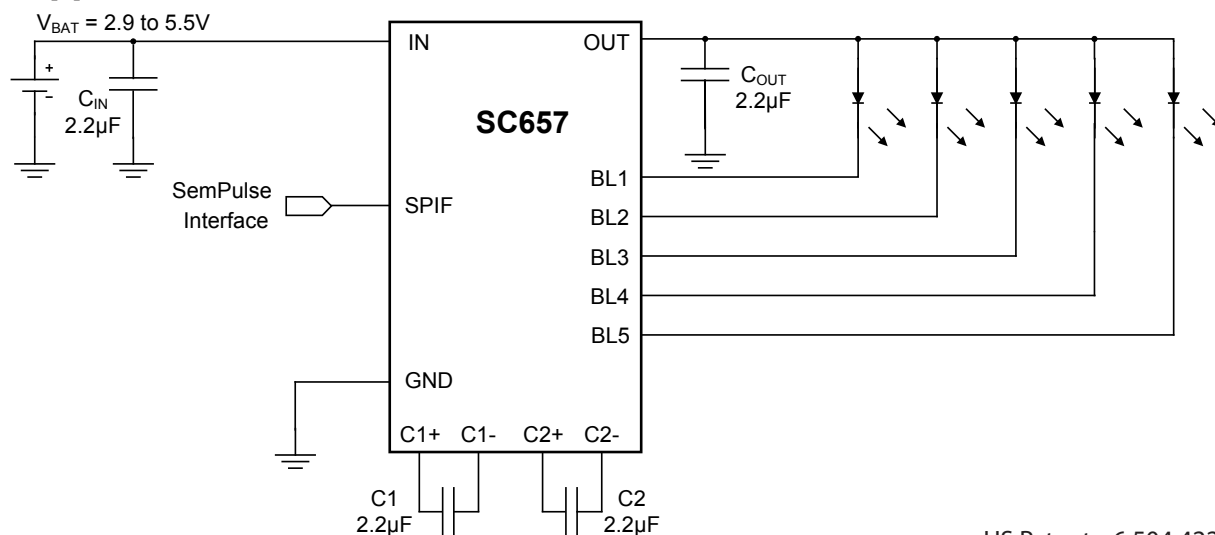 V_BAT = 2.9 to 5.5V
IN
OUT
+
−
C_IN
2.2µF
C_OUT
2.2µF
SC657
BL1
SemPulse
Interface
SPIF
BL2
BL3
BL4
BL5
GND
C1+ C1- C2+ C2-
C1
2.2µF
C2
2.2µF